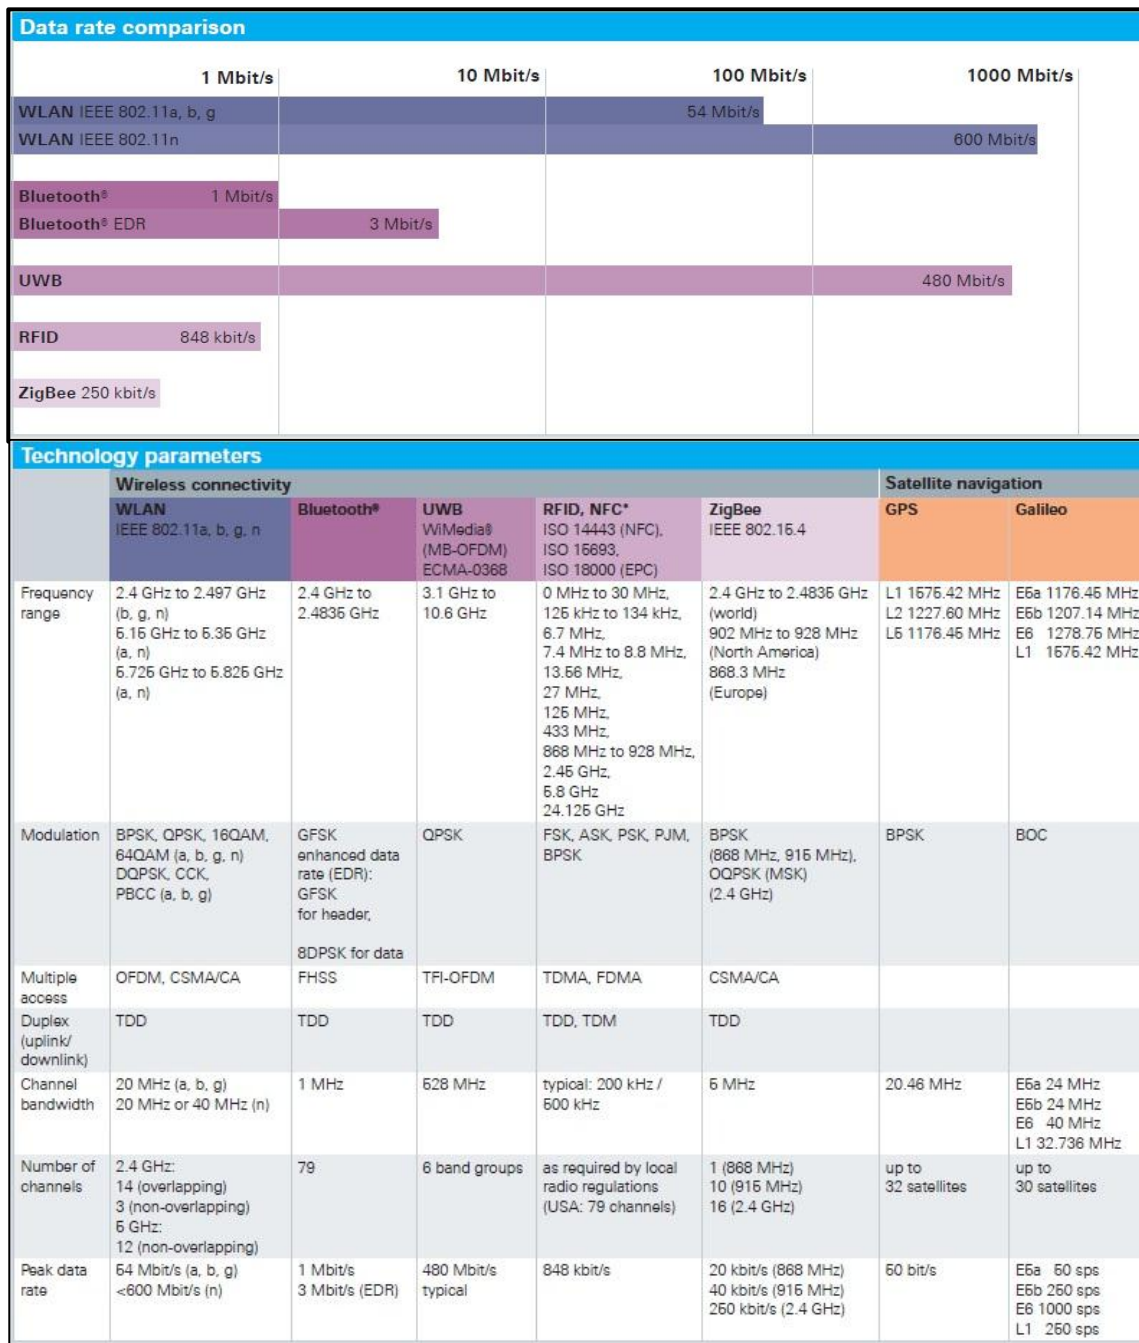 Data rate comparison
1 Mbit/s
10 Mbit/s
100 Mbit/s
1000 Mbit/s
WLAN IEEE 802.11a, b, g
54 Mbit/s
WLAN IEEE 802.11n
600 Mbit/s
Bluetooth®
1 Mbit/s
Bluetooth® EDR
3 Mbit/s
UWB
480 Mbit/s
RFID
848 kbit/s
ZigBee 250 kbit/s
Technology parameters
Wireless connectivity
Satellite navigation
WLAN
IEEE 802.11a, b, g, n
Bluetooth®
UWB
WiMedia®
(MB-OFDM)
ECMA-0368
RFID, NFC*
ISO 14443 (NFC),
ISO 15693,
ISO 18000 (EPC)
ZigBee
IEEE 802.15.4
GPS
Galileo
Frequency
range
2.4 GHz to 2.497 GHz
(b, g, n)
5.15 GHz to 5.35 GHz
(a, n)
5.725 GHz to 5.825 GHz
(a, n)
2.4 GHz to
2.4835 GHz
3.1 GHz to
10.6 GHz
0 MHz to 30 MHz,
125 kHz to 134 kHz,
6.7 MHz,
7.4 MHz to 8.8 MHz,
13.56 MHz,
27 MHz,
125 MHz,
433 MHz,
868 MHz to 928 MHz,
2.45 GHz,
5.8 GHz
24.125 GHz
2.4 GHz to 2.4835 GHz
(world)
902 MHz to 928 MHz
(North America)
868.3 MHz
(Europe)
L1 1575.42 MHz
L2 1227.60 MHz
L5 1176.45 MHz
E5a 1176.45 MHz
E5b 1207.14 MHz
E6 1278.75 MHz
L1 1575.42 MHz
Modulation
BPSK, QPSK, 16QAM,
64QAM (a, b, g, n)
DQPSK, CCK,
PBCC (a, b, g)
GFSK
enhanced data
rate (EDR):
GFSK
for header,
8DPSK for data
QPSK
FSK, ASK, PSK, PJM,
BPSK
BPSK
(868 MHz, 915 MHz),
OQPSK (MSK)
(2.4 GHz)
BPSK
BOC
Multiple
access
OFDM, CSMA/CA
FHSS
TFI-OFDM
TDMA, FDMA
CSMA/CA
Duplex
(uplink/
downlink)
TDD
TDD
TDD
TDD, TDM
TDD
Channel
bandwidth
20 MHz (a, b, g)
20 MHz or 40 MHz (n)
1 MHz
528 MHz
typical: 200 kHz /
500 kHz
5 MHz
20.46 MHz
E5a 24 MHz
E5b 24 MHz
E6 40 MHz
L1 32.736 MHz
Number of
channels
2.4 GHz:
14 (overlapping)
3 (non-overlapping)
5 GHz:
12 (non-overlapping)
79
6 band groups
as required by local
radio regulations
(USA: 79 channels)
1 (868 MHz)
10 (915 MHz)
16 (2.4 GHz)
up to
32 satellites
up to
30 satellites
Peak data
rate
54 Mbit/s (a, b, g)
<600 Mbit/s (n)
1 Mbit/s
3 Mbit/s (EDR)
480 Mbit/s
typical
848 kbit/s
20 kbit/s (868 MHz)
40 kbit/s (915 MHz)
250 kbit/s (2.4 GHz)
50 bit/s
E5a 50 sps
E5b 250 sps
E6 1000 sps
L1 250 sps